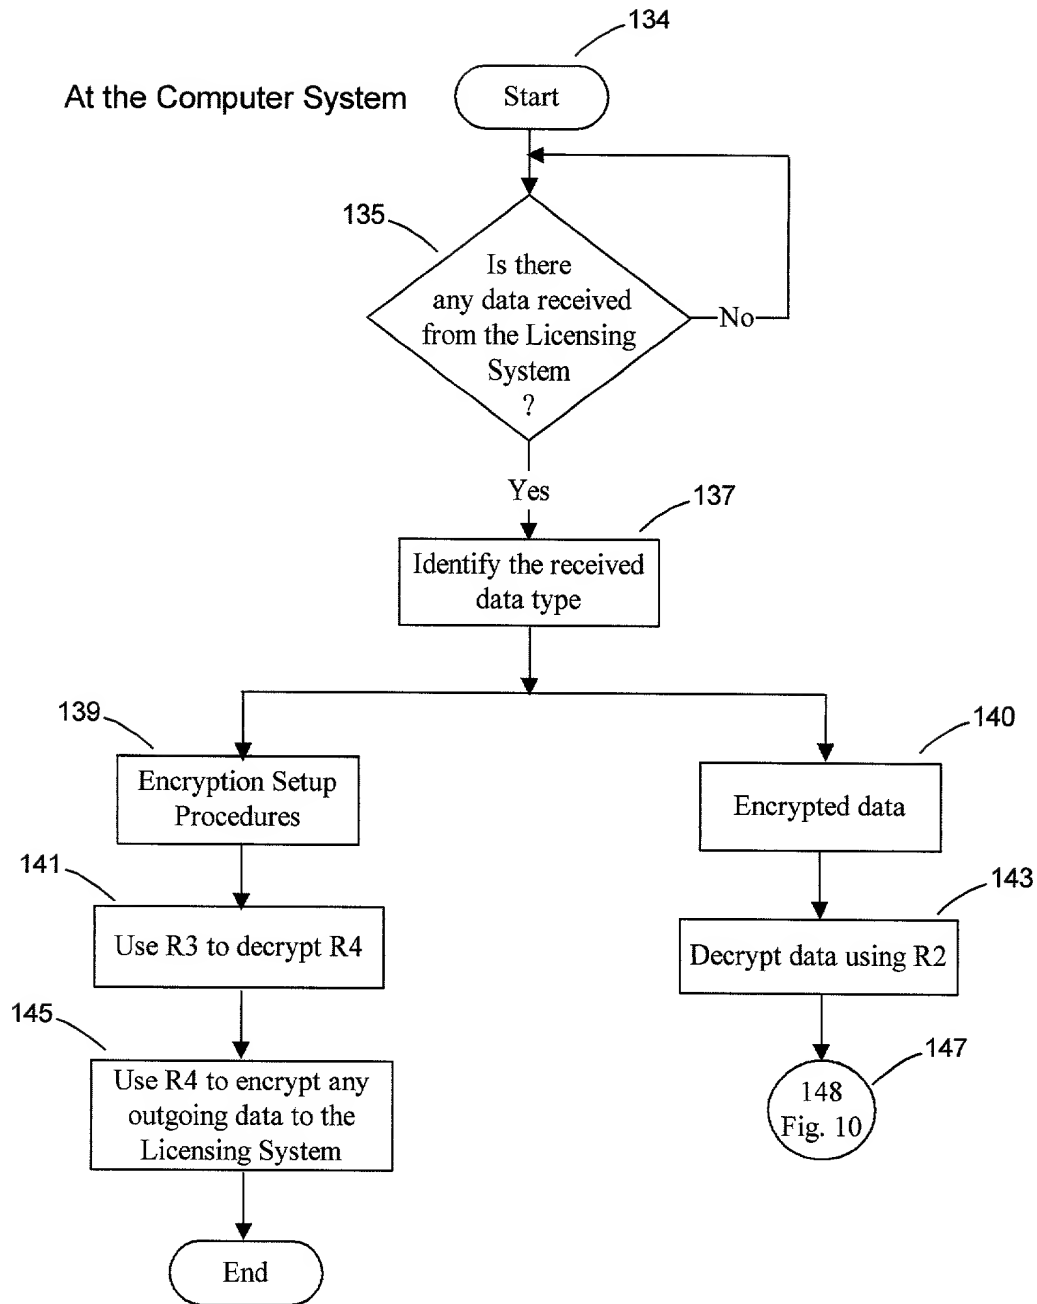 134
At the Computer System
Start
135
Is there
any data received
from the Licensing
System
?
No
Yes
137
Identify the received
data type
139
Encryption Setup
Procedures
140
Encrypted data
141
Use R3 to decrypt R4
143
Decrypt data using R2
145
Use R4 to encrypt any
outgoing data to the
Licensing System
147
148
Fig. 10
End